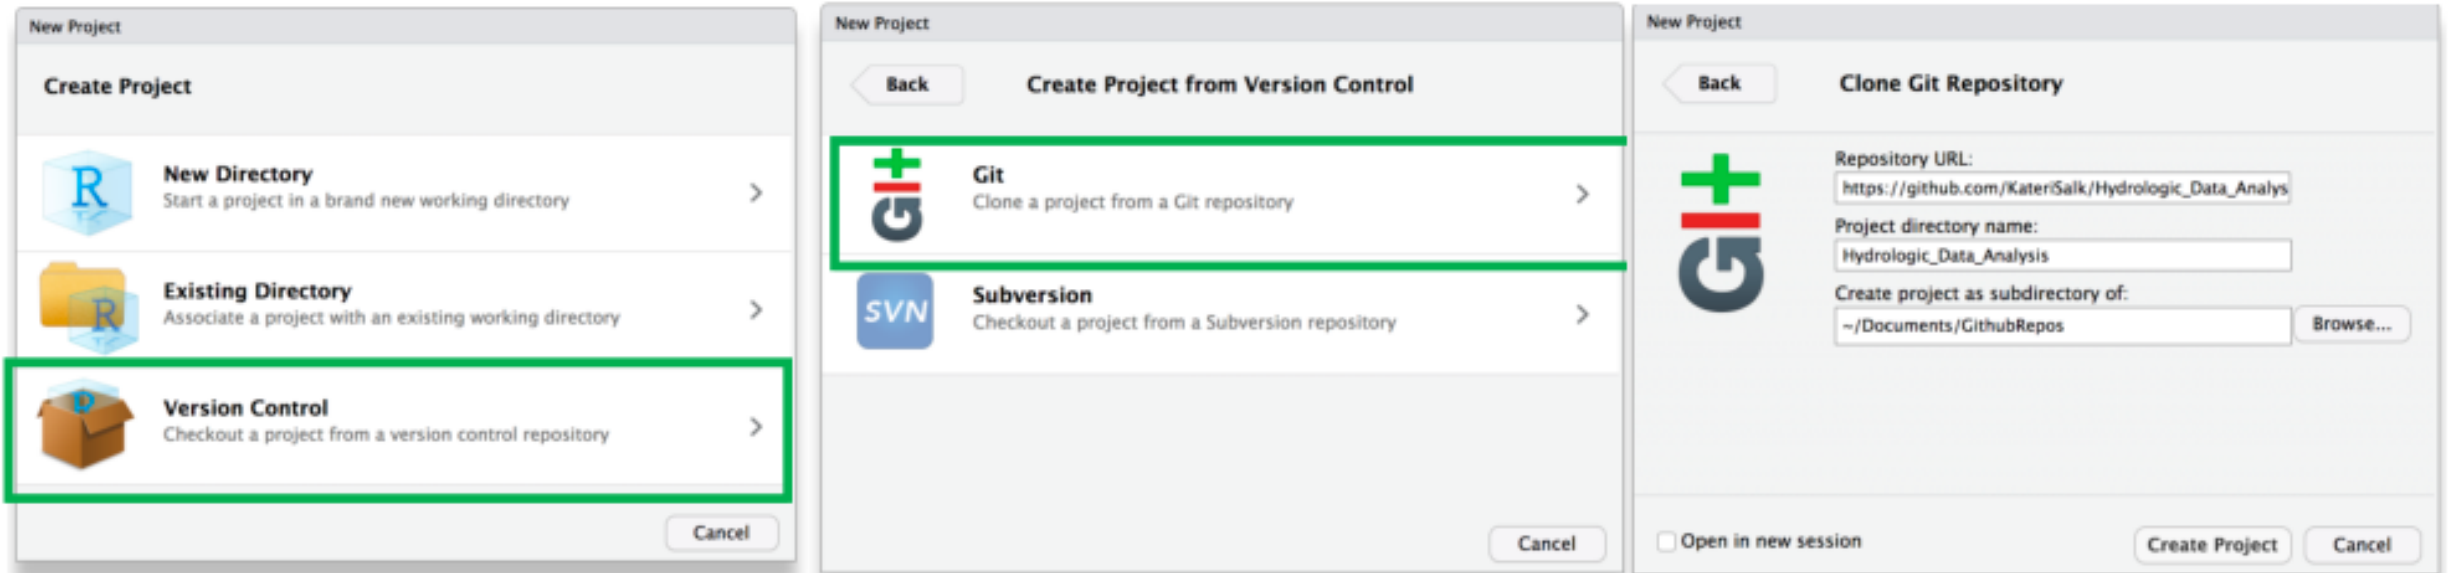 New Project
Create Project
R
New Directory
Start a project in a brand new working directory
R
Existing Directory
Associate a project with an existing working directory
Version Control
Checkout a project from a version control repository
Cancel
New Project
Back
Create Project from Version Control
Git
Git
Clone a project from a Git repository
SVN
Subversion
Checkout a project from a Subversion repository
Cancel
New Project
Back
Clone Git Repository
Git
Repository URL:
https://github.com/KateriSalk/Hydrologic_Data_Analys
Project directory name:
Hydrologic_Data_Analysis
Create project as subdirectory of:
~/Documents/GithubRepos
Browse...
Open in new session
Create Project
Cancel